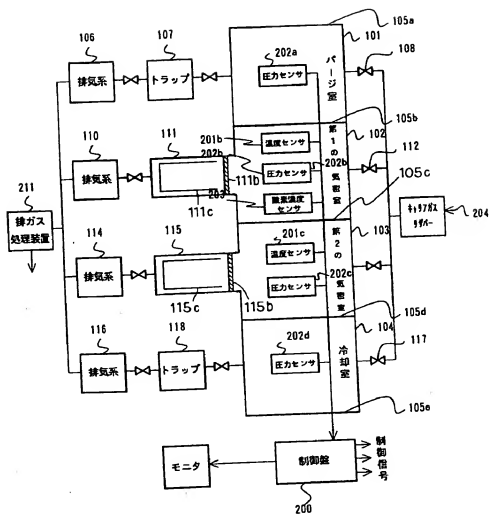 105a
106
107
101
202a
108
排気系
トラップ
圧力センサ
パージ室
105b
201b
温度センサ
102
110
111
202b
202b
第1の気密室
112
排気系
圧力センサ
111b
105c
211
203
酸素濃度センサ
111c
204
排ガス処理装置
キャリアガスリザバー
114
115
201c
103
温度センサ
第2の気密室
排気系
202c
圧力センサ
115c
115b
105d
116
118
202d
104
117
排気系
トラップ
圧力センサ
冷却室
105e
モニタ
制御盤
制御信号
200